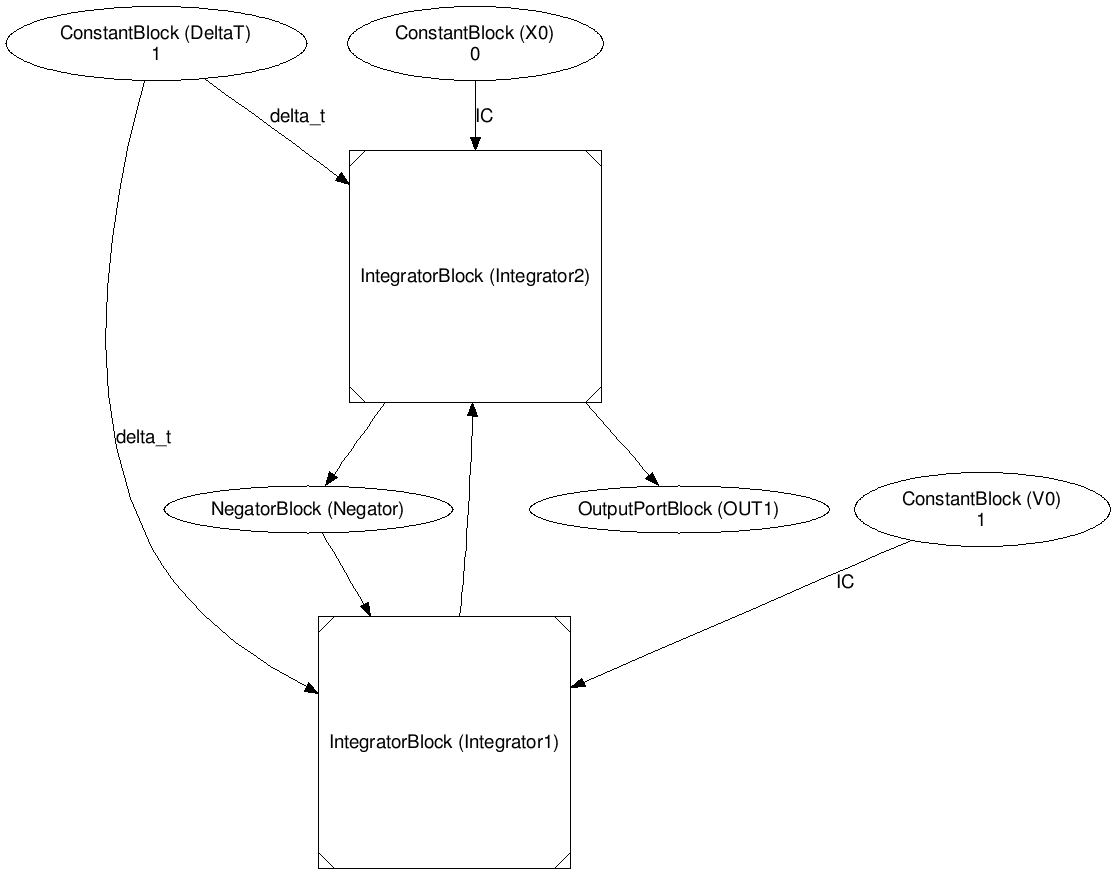 ConstantBlock (DeltaT)
1
ConstantBlock (X0)
0
delta_t
IC
IntegratorBlock (Integrator2)
delta_t
NegatorBlock (Negator)
OutputPortBlock (OUT1)
ConstantBlock (V0)
1
IC
IntegratorBlock (Integrator1)